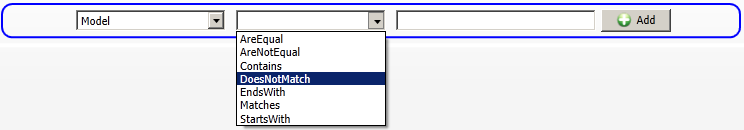 Model Add
AreEqual
AreNotEqual
Contains
DoesNotMatch
EndsWith
Matches
StartsWith